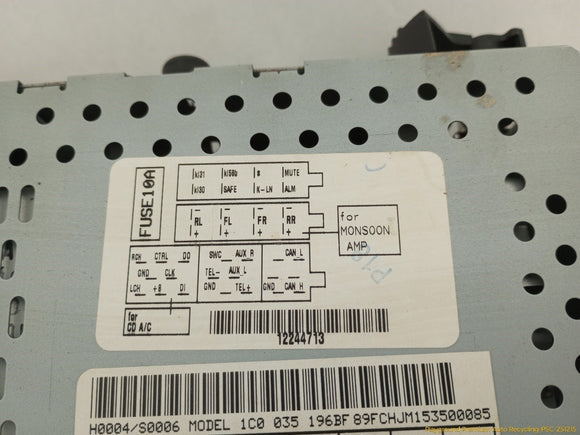 FUSE10A
kl31 kl58b S MUTE
kl30 SAFE K-LN ALM
RL FL FR RR
for
MONSOON
AMP
RCH CTRL DO SWC AUX R CAN L
GND CLK TEL- AUX L
LCH +B DI GND TEL+ GND CAN H
for
CD A/C
12244713
H0004/S0006 MODEL 1C0 035 196BF 89FCHJM153500085